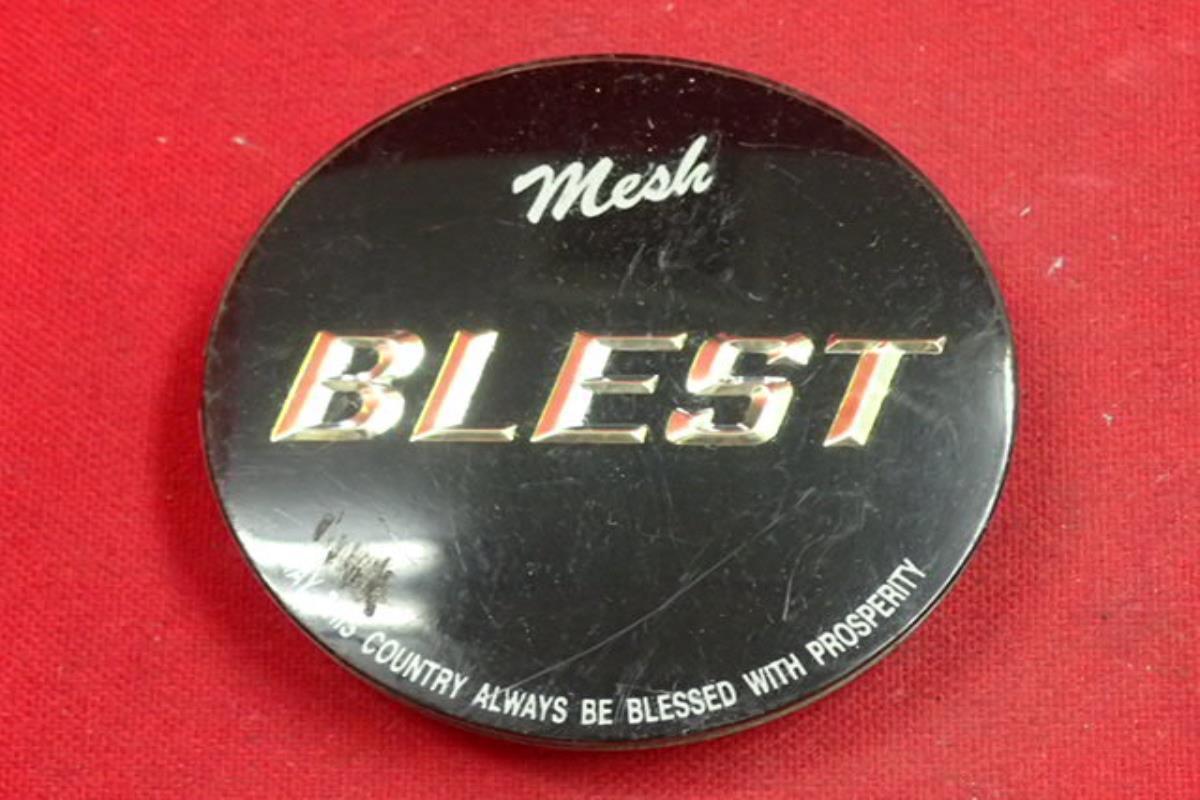 Mesh
BLEST
COUNTRY ALWAYS BE BLESSED WITH PROSPERITY